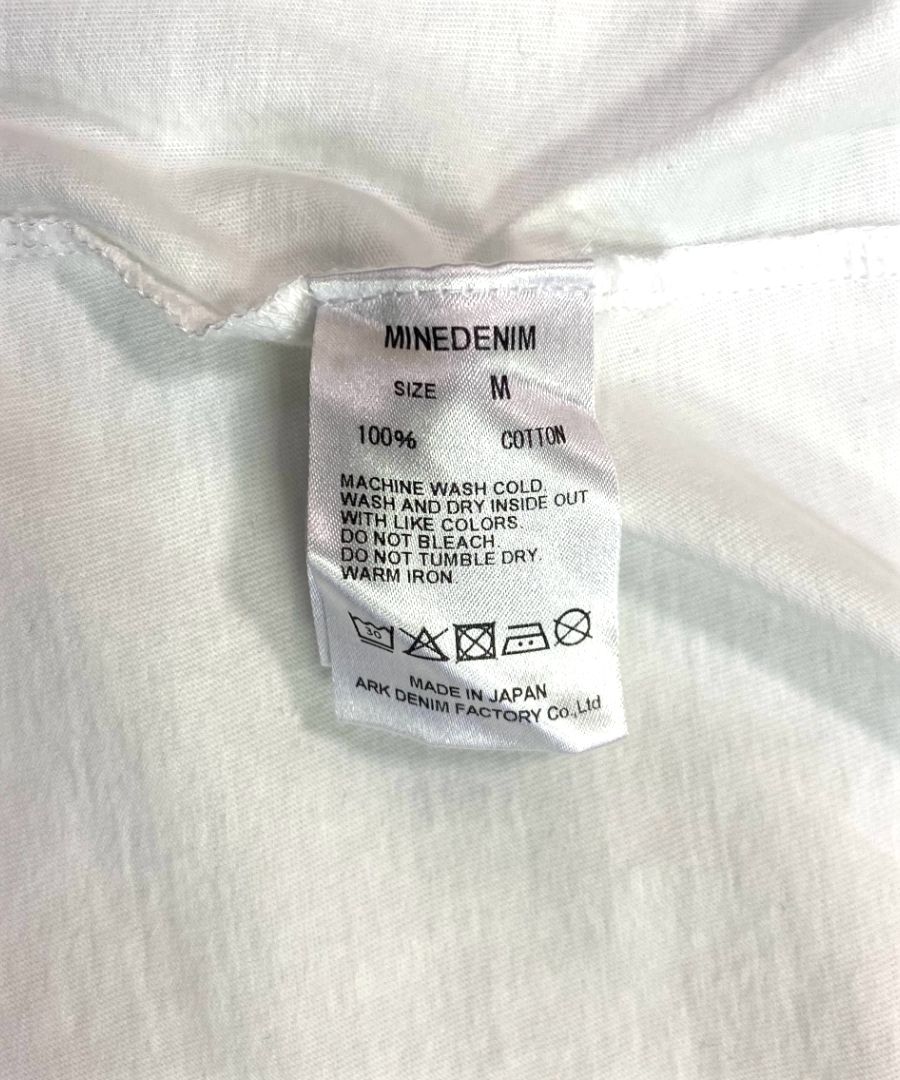 MINEDENIM
SIZE M
100% COTTON
MACHINE WASH COLD.
WASH AND DRY INSIDE OUT
WITH LIKE COLORS.
DO NOT BLEACH.
DO NOT TUMBLE DRY.
WARM IRON
30
MADE IN JAPAN
ARK DENIM FACTORY Co.,Ltd